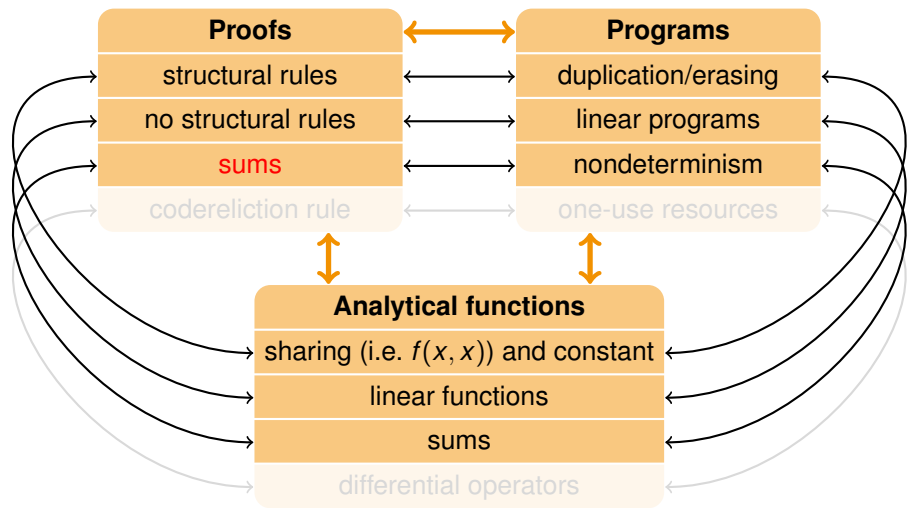 Proofs
structural rules
no structural rules
sums
codereliction rule
Programs
duplication/erasing
linear programs
nondeterminism
one-use resources
Analytical functions
sharing (i.e. f(x, x)) and constant
linear functions
sums
differential operators